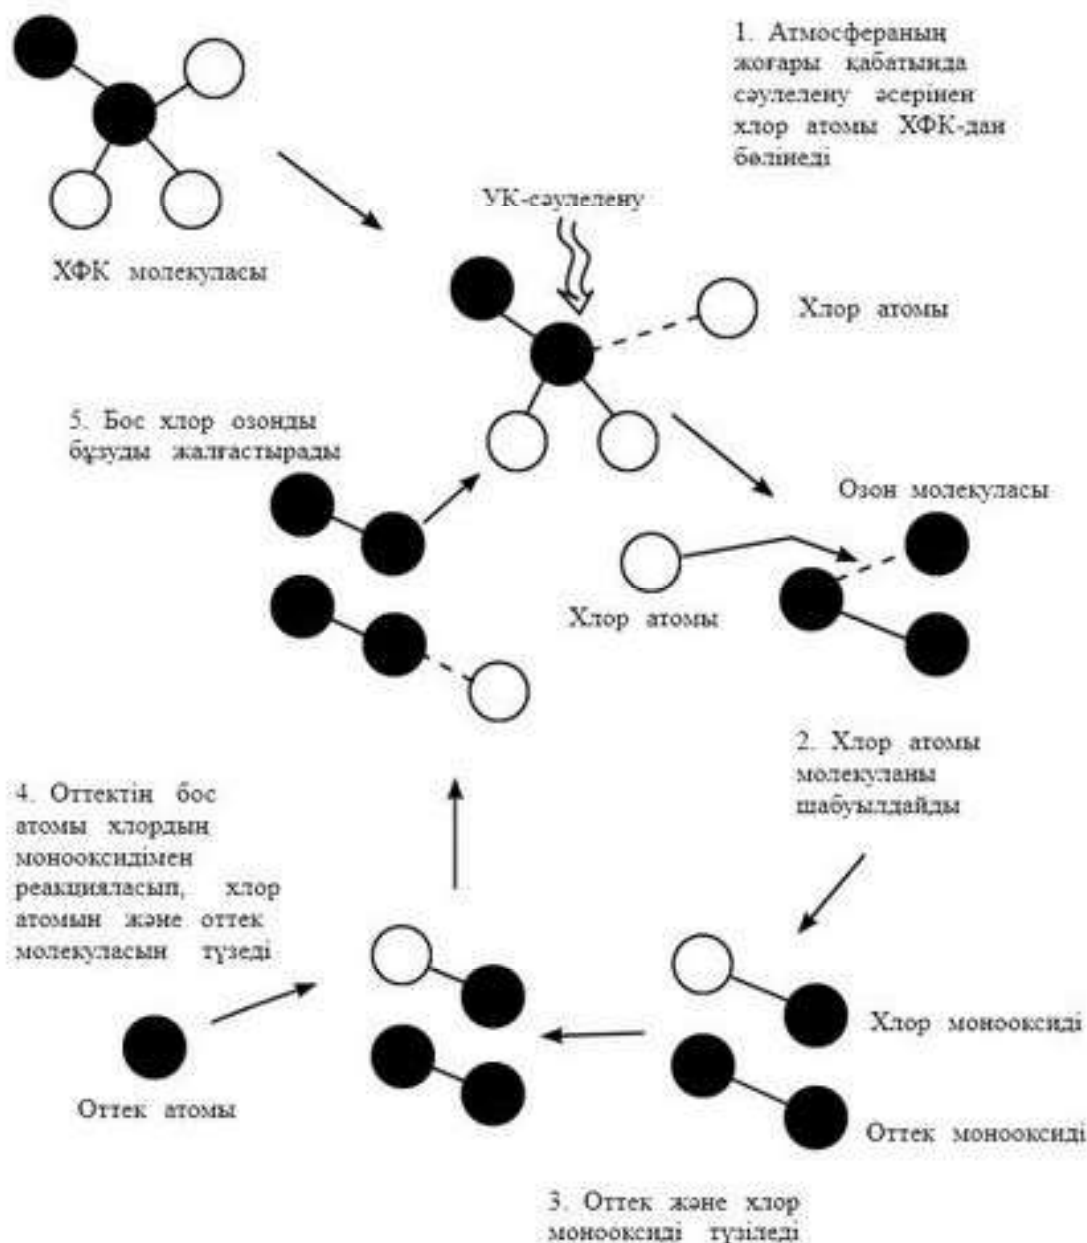 1. Атмосфераның
жоғары қабатында
сәулелену әсерінен
хлор атомы ХФК-дан
бөлінеді
УК-сәулелену
ХФК молекуласы
Хлор атомы
5. Бос хлор озонды
бұзуды жалғастырады
Озон молекуласы
Хлор атомы
2. Хлор атомы
молекуланы
шабуылдайды
4. Оттектің бос
атомы хлордың
монооксидімен
реакцияласып, хлор
атомын және оттек
молекуласын түзеді
Хлор монооксиді
Оттек атомы
Оттек монооксиді
3. Оттек және хлор
монооксиді түзіледі